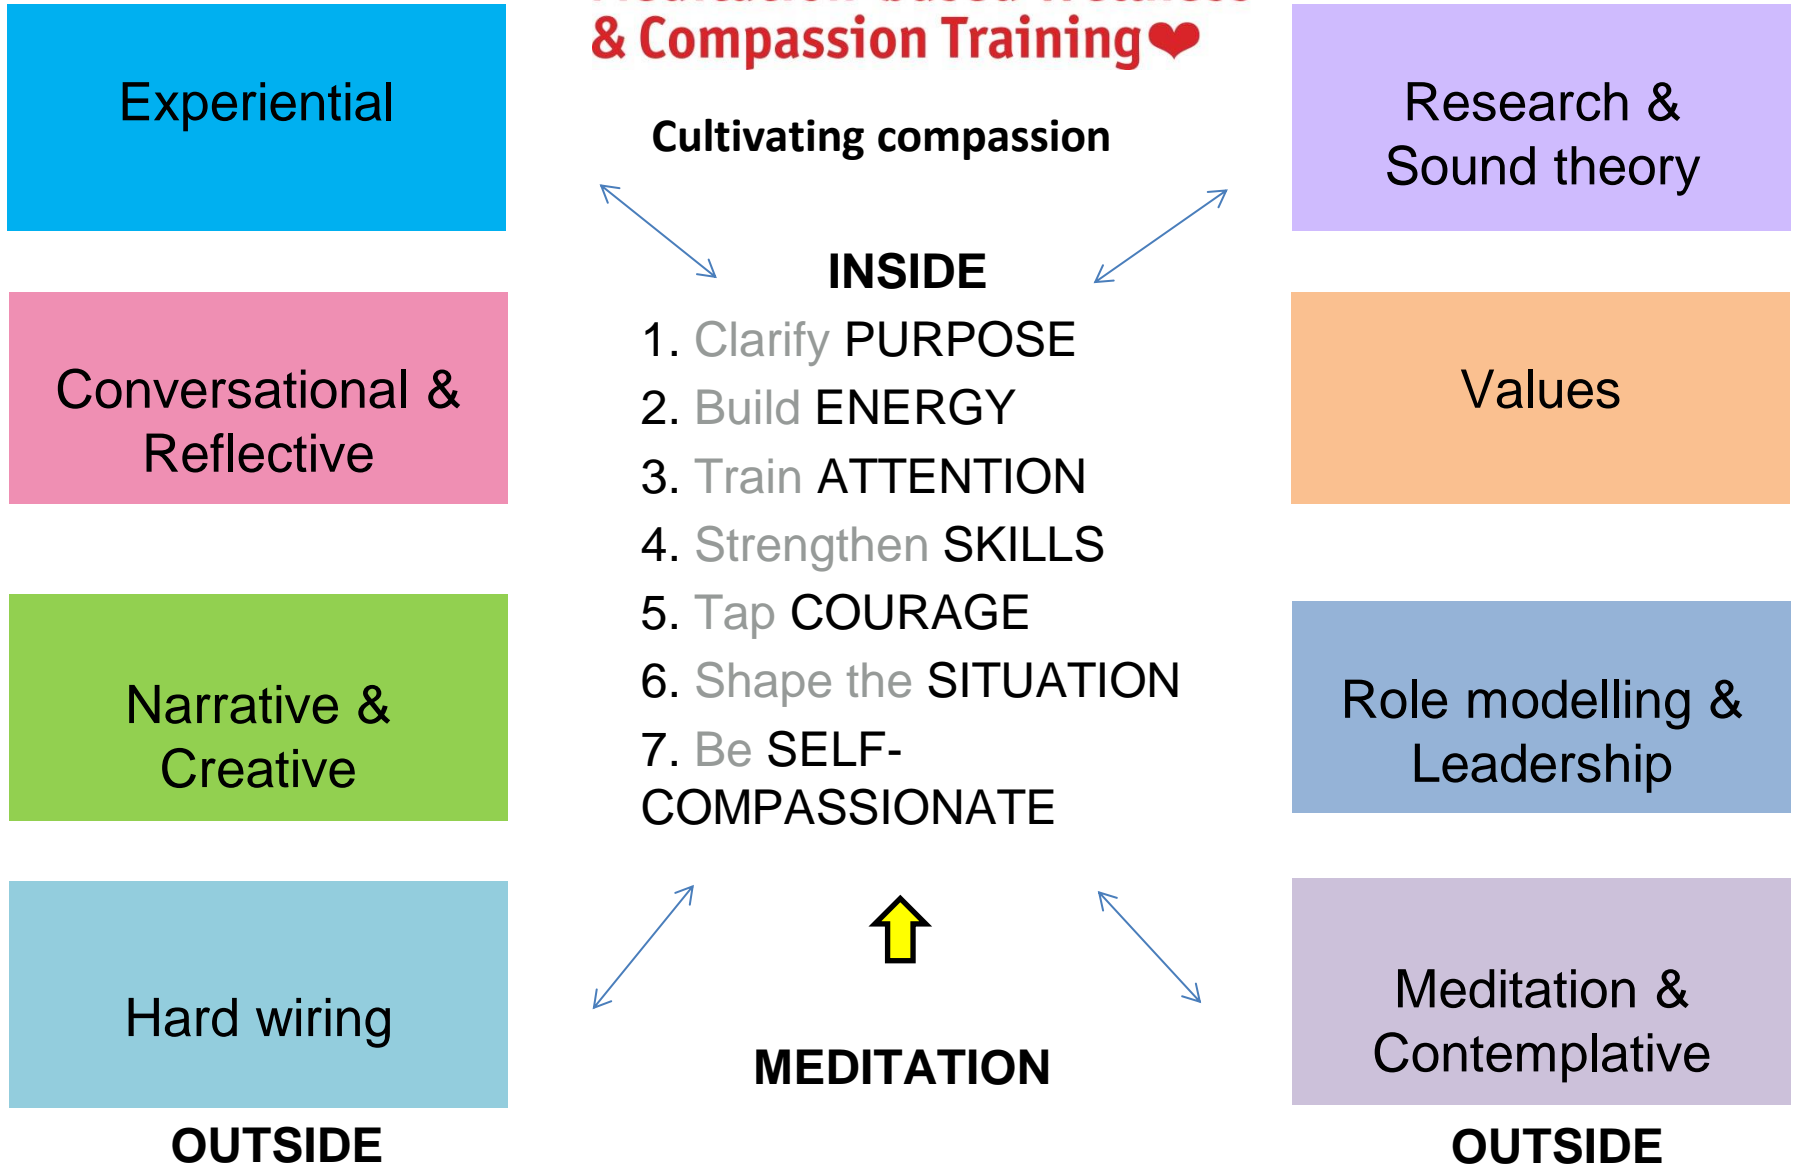 & Compassion Training
Cultivating compassion
Experiential
Conversational &
Reflective
Narrative &
Creative
Hard wiring
OUTSIDE
INSIDE
1. Clarify PURPOSE
2. Build ENERGY
3. Train ATTENTION
4. Strengthen SKILLS
5. Tap COURAGE
6. Shape the SITUATION
7. Be SELF-
COMPASSIONATE
MEDITATION
Research &
Sound theory
Values
Role modelling &
Leadership
Meditation &
Contemplative
OUTSIDE